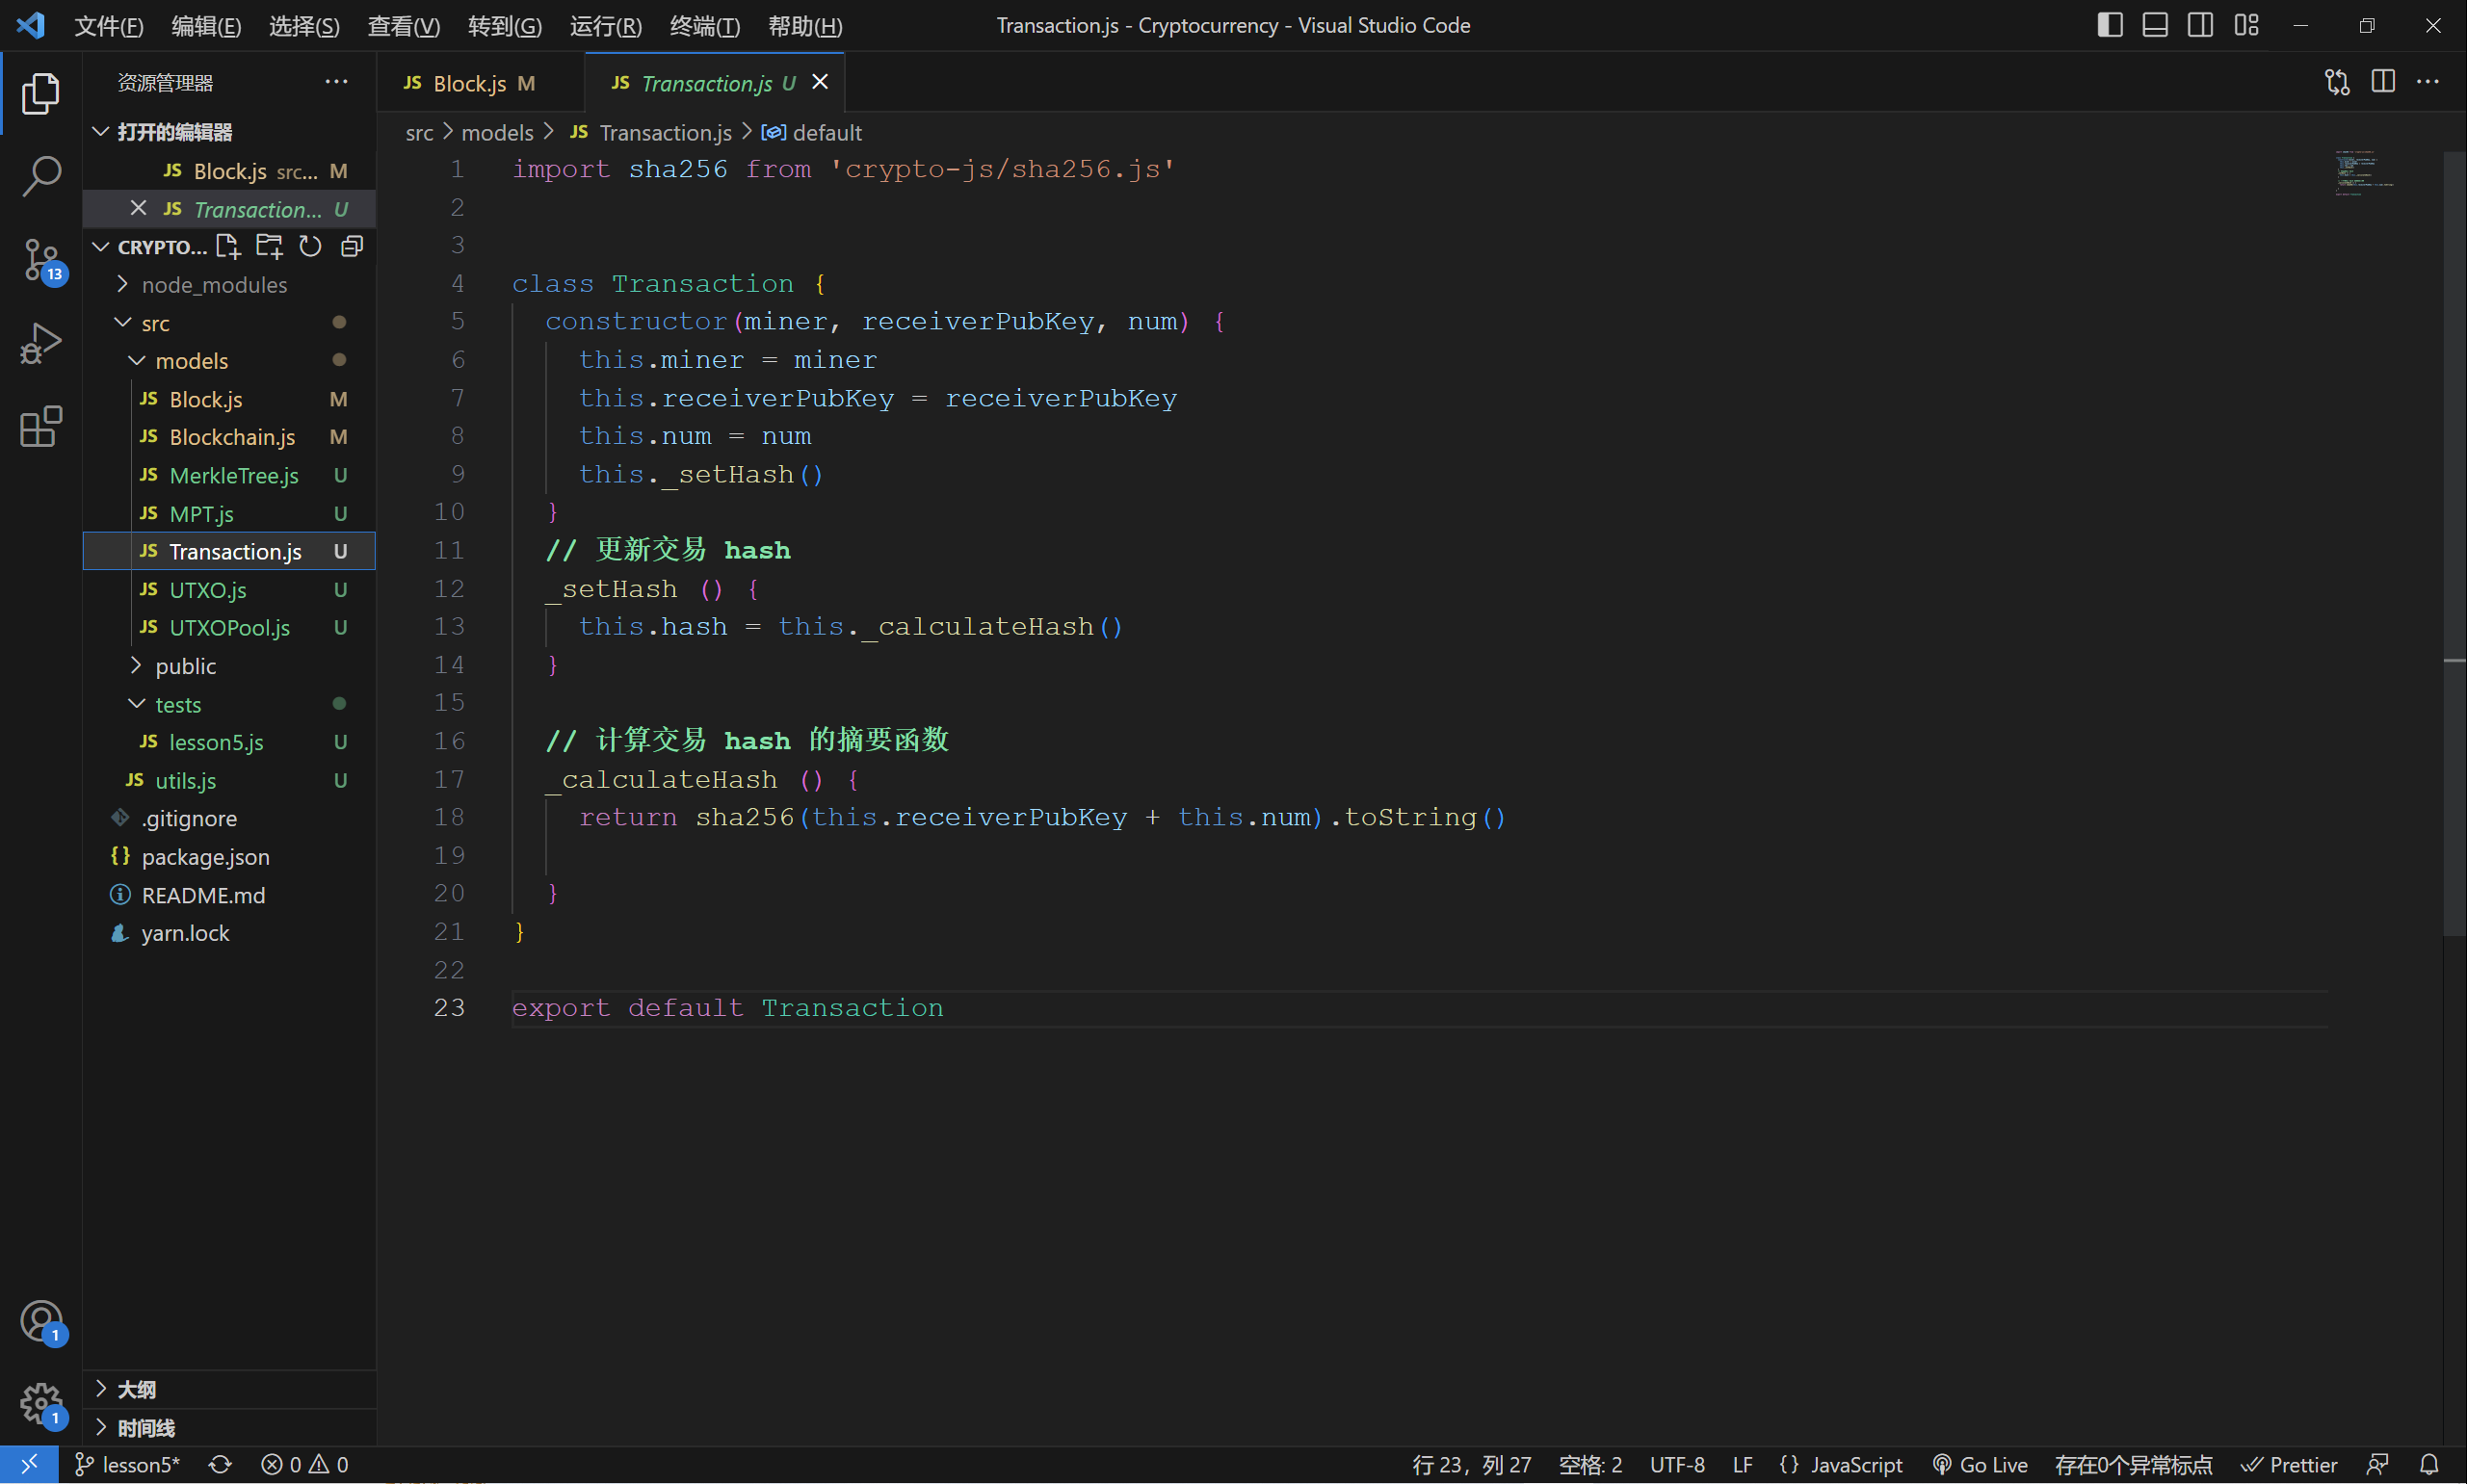 文件(F) 编辑(E) 选择(S) 查看(V) 转到(G) 运行(R) 终端(T) 帮助(H) Transaction.js - Cryptocurrency - Visual Studio Code
资源管理器
打开的编辑器
JS Block.js src... M
JS Transaction... U
CRYPTO...
node_modules
src
models
JS Block.js M
JS Blockchain.js M
JS MerkleTree.js U
JS MPT.js U
JS Transaction.js U
JS UTXO.js U
JS UTXOPool.js U
public
tests
JS lesson5.js U
JS utils.js U
.gitignore
{} package.json
README.md
yarn.lock
大纲
时间线
13
1
1
JS Block.js M JS Transaction.js U
src > models > JS Transaction.js > default
1 import sha256 from 'crypto-js/sha256.js'
2
3
4 class Transaction {
5 constructor(miner, receiverPubKey, num) {
6 this.miner = miner
7 this.receiverPubKey = receiverPubKey
8 this.num = num
9 this._setHash()
10 }
11 // 更新交易 hash
12 _setHash () {
13 this.hash = this._calculateHash()
14 }
15
16 // 计算交易 hash 的摘要函数
17 _calculateHash () {
18 return sha256(this.receiverPubKey + this.num).toString()
19
20 }
21 }
22
23 export default Transaction
lesson5* 0 0 行 23，列 27 空格: 2 UTF-8 LF {} JavaScript Go Live 存在0个异常标点 Prettier